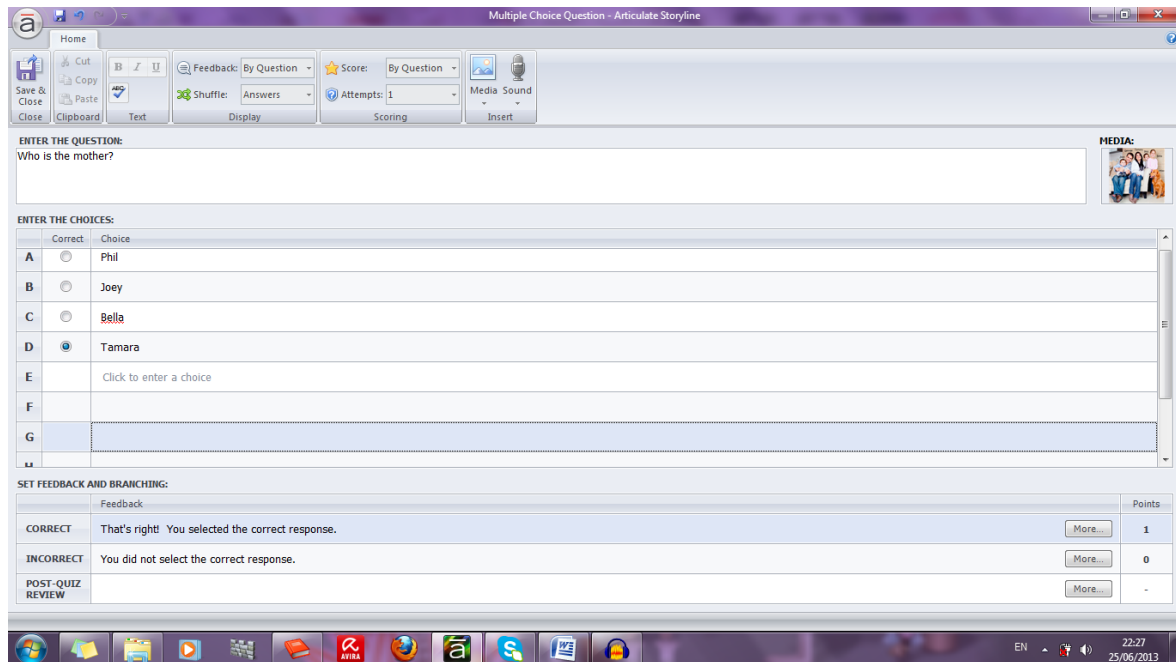 Multiple Choice Question - Articulate Storyline
Home
Save & Close
Cut
Copy
Paste
B I U
ABC
Feedback: By Question
Shuffle: Answers
Score: By Question
Attempts: 1
Media Sound
Close Clipboard Text Display Scoring Insert
ENTER THE QUESTION:
MEDIA:
Who is the mother?
ENTER THE CHOICES:
Correct Choice
A Phil
B Joey
C Bella
D Tamara
E Click to enter a choice
F
G
SET FEEDBACK AND BRANCHING:
Feedback Points
CORRECT That's right! You selected the correct response. More... 1
INCORRECT You did not select the correct response. More... 0
POST-QUIZ REVIEW More... -
AVIRA
EN 22:27
25/06/2013